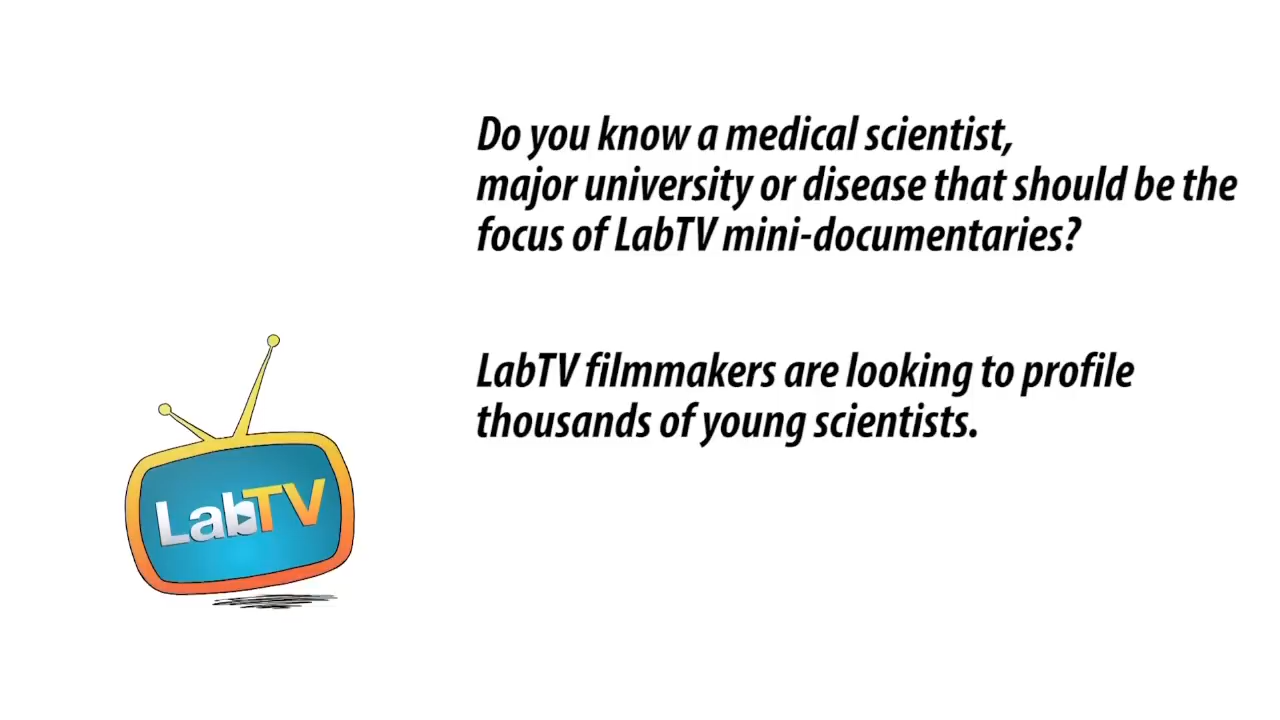 Do you know a medical scientist,
major university or disease that should be the
focus of LabTV mini-documentaries?
LabTV filmmakers are looking to profile
thousands of young scientists.
LabTV